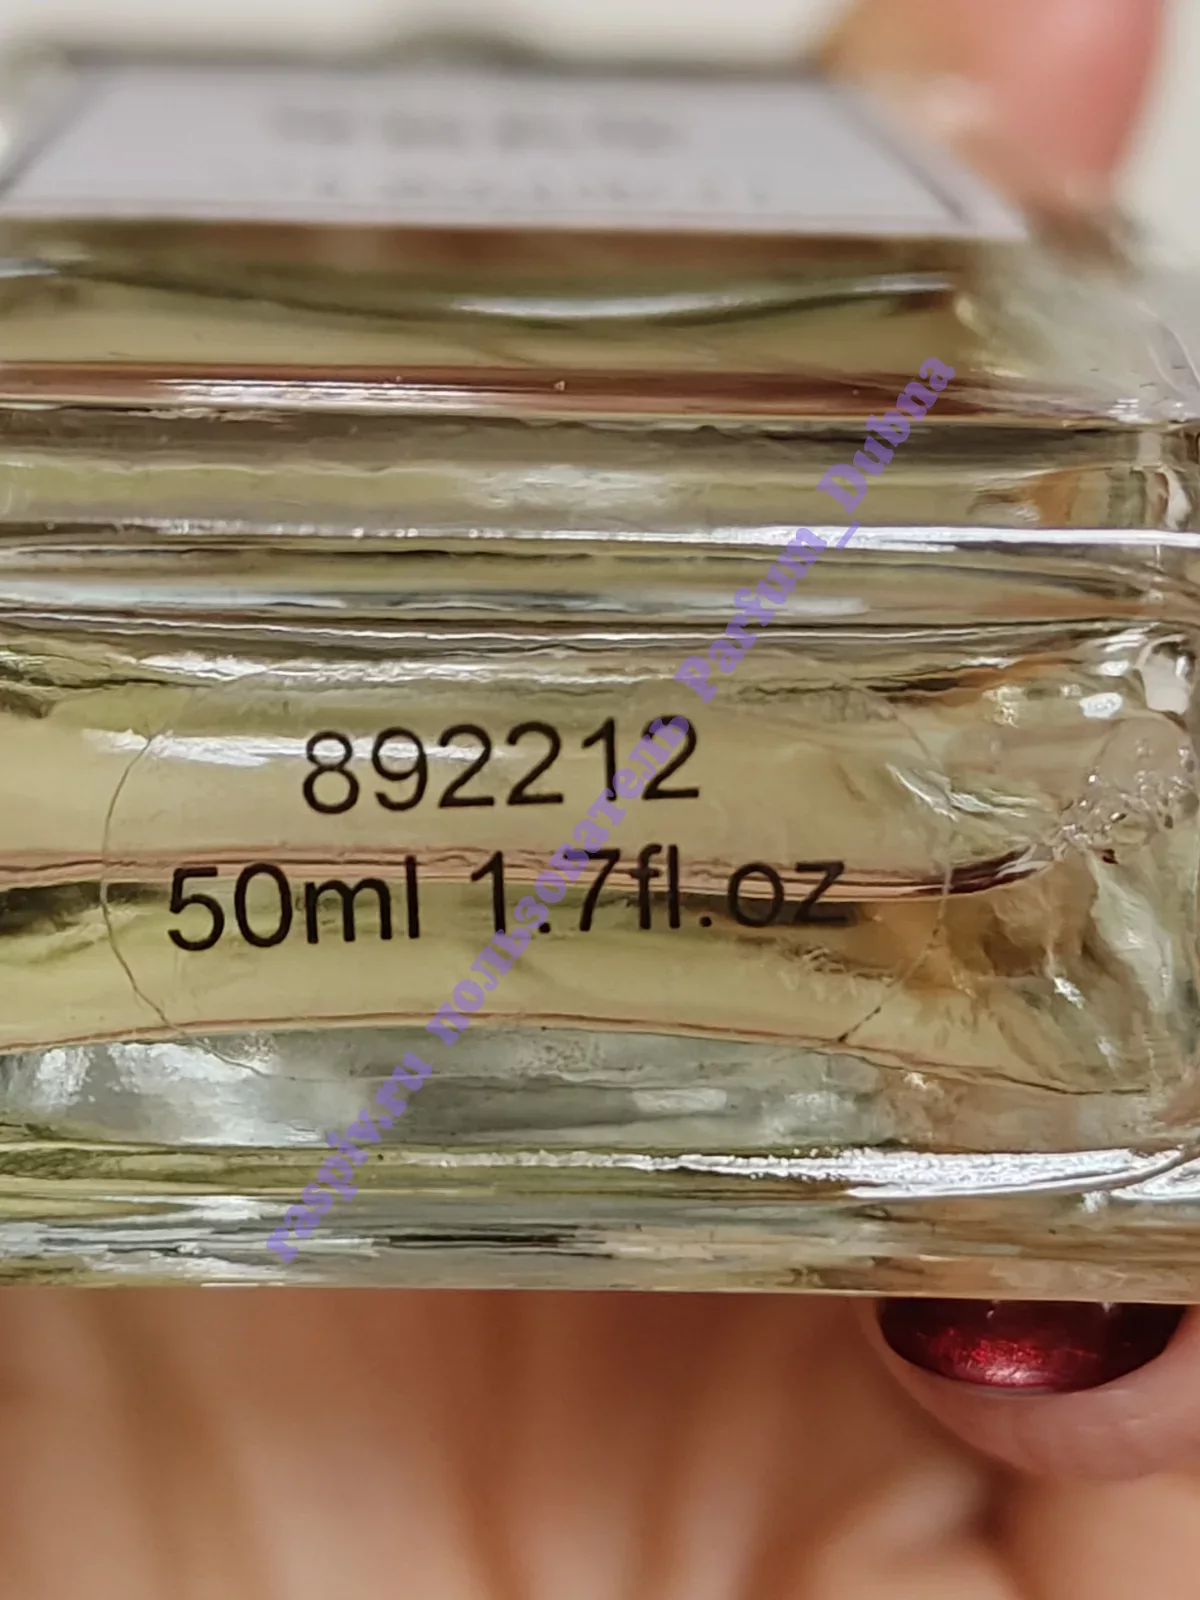 892212
50ml 1.7fl.oz
raspiv.ru пользователь Parfum_Dubna